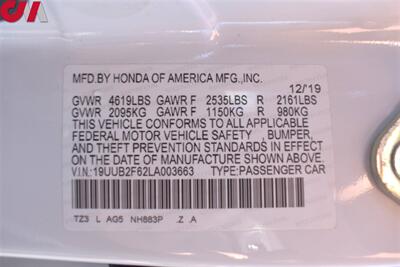 MFD.BY HONDA OF AMERICA MFG.,INC.
12/19
GVWR 4619LBS GAWR F 2535LBS R 2161LBS
GVWR 2095KG GAWR F 1150KG R 980KG
THIS VEHICLE CONFORMS TO ALL APPLICABLE
FEDERAL MOTOR VEHICLE SAFETY , BUMPER,
AND THEFT PREVENTION STANDARDS IN EFFECT
ON THE DATE OF MANUFACTURE SHOWN ABOVE.
V.I.N: 19UUB2F62LA003663 TYPE:PASSENGER CAR
TZ3 L AG5 NH883P .Z .A